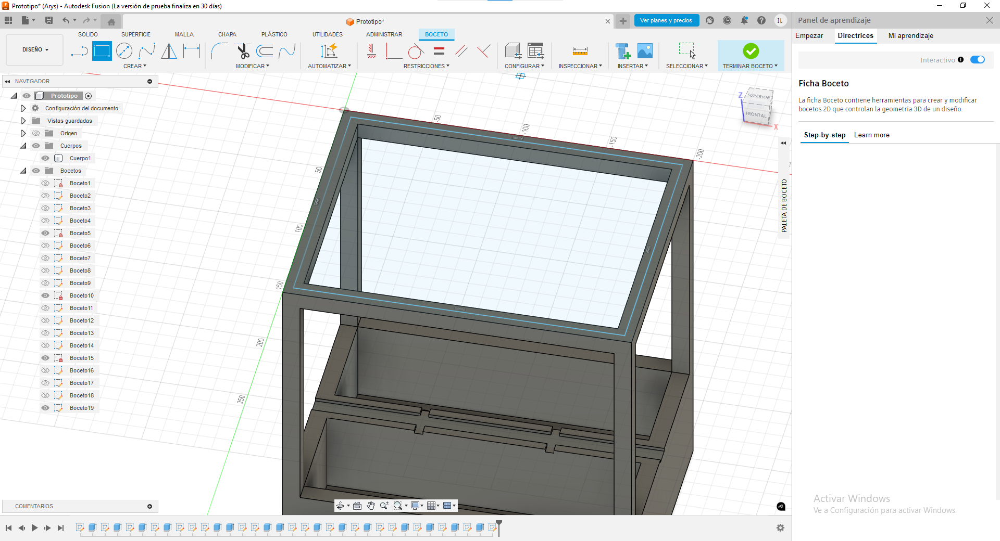 Prototipo* (Arys) - Autodesk Fusion (La versión de prueba finaliza en 30 días)
Prototipo*
Ver planes y precios
IL
Panel de aprendizaje
SOLIDO
SUPERFICIE
MALLA
CHAPA
PLÁSTICO
UTILIDADES
ADMINISTRAR
BOCETO
Empezar
Directrices
Mi aprendizaje
DISEÑO
CREAR
MODIFICAR
AUTOMATIZAR
RESTRICCIONES
CONFIGURAR
INSPECCIONAR
INSERTAR
SELECCIONAR
TERMINAR BOCETO
Interactivo
Ficha Boceto
La ficha Boceto contiene herramientas para crear y modificar
bocetos 2D que controlan la geometría 3D de un diseño.
Step-by-step
Learn more
NAVEGADOR
Prototipo
Configuración del documento
Vistas guardadas
Origen
Cuerpos
Cuerpo1
Bocetos
Boceto1
Boceto2
Boceto3
Boceto4
Boceto5
Boceto6
Boceto7
Boceto8
Boceto9
Boceto10
Boceto11
Boceto12
Boceto13
Boceto14
Boceto15
Boceto16
Boceto17
Boceto18
Boceto19
Z
SUPERIOR
FRONTAL
X
-50
-100
-150
-200
50
100
150
200
250
PALETA DE BOCETO
COMENTARIOS
Activar Windows
Ve a Configuración para activar Windows.